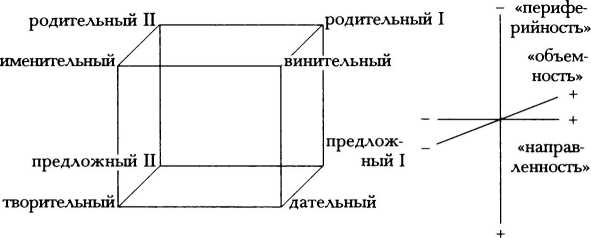 родительный II
родительный I
именительный
винительный
предложный II
предлож-
ный I
творительный
дательный
− «перифе-
рийность»
«объем-
ность»
+
− +
−
«направ-
ленность»
+